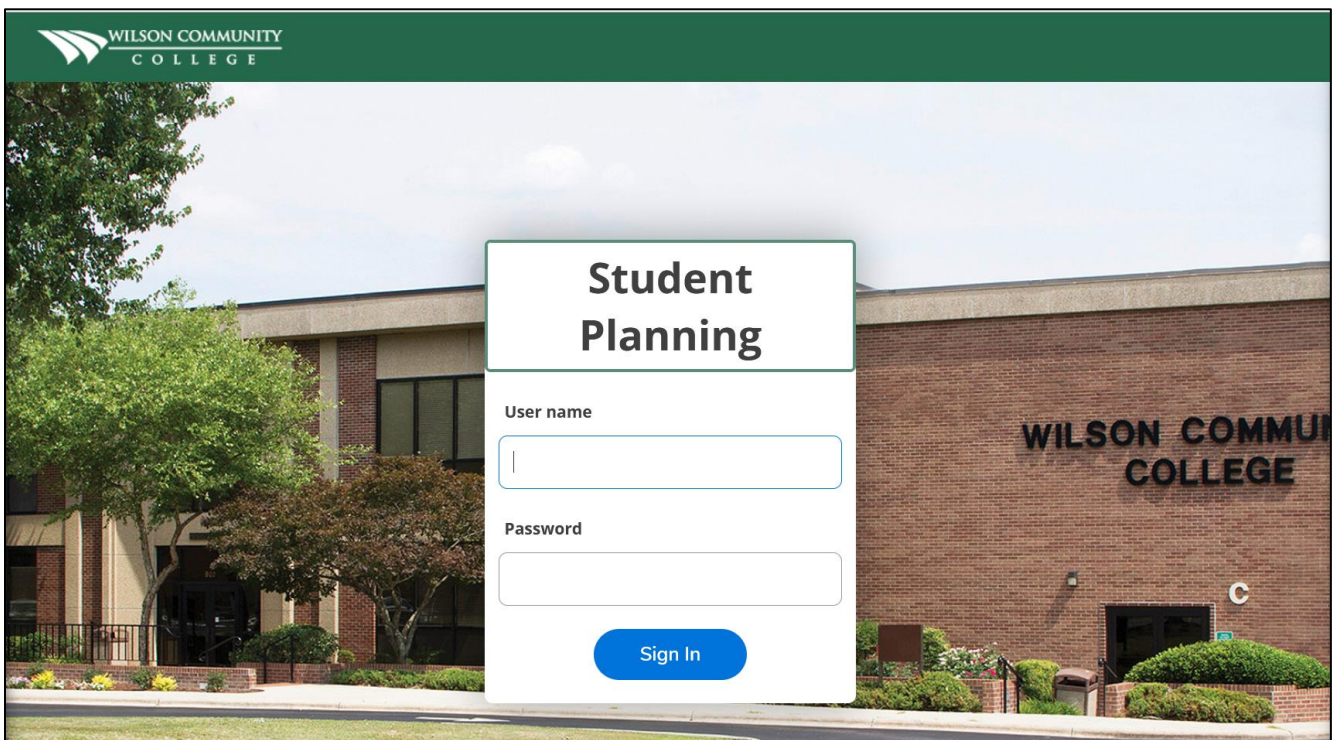 WILSON COMMUNITY
COLLEGE
Student
Planning
User name
WILSON COMMU
COLLEGE
Password
C
Sign In